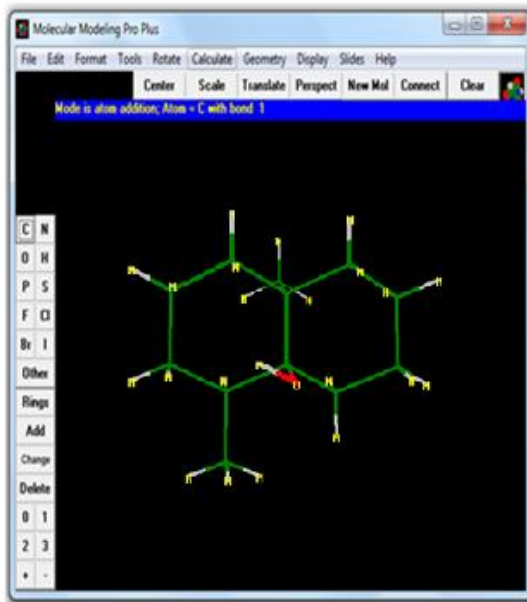 Molecular Modeling Pro Plus
File Edit Format Tools Rotate Calculate Geometry Display Slides Help
Center Scale Translate Perspect New Mol Connect Clear
Mode is atom addition; Atom = C with bond 1
C N
O H
P S
F Cl
Br I
Other
Rings
Add
Change
Delete
0 1
2 3
+ -